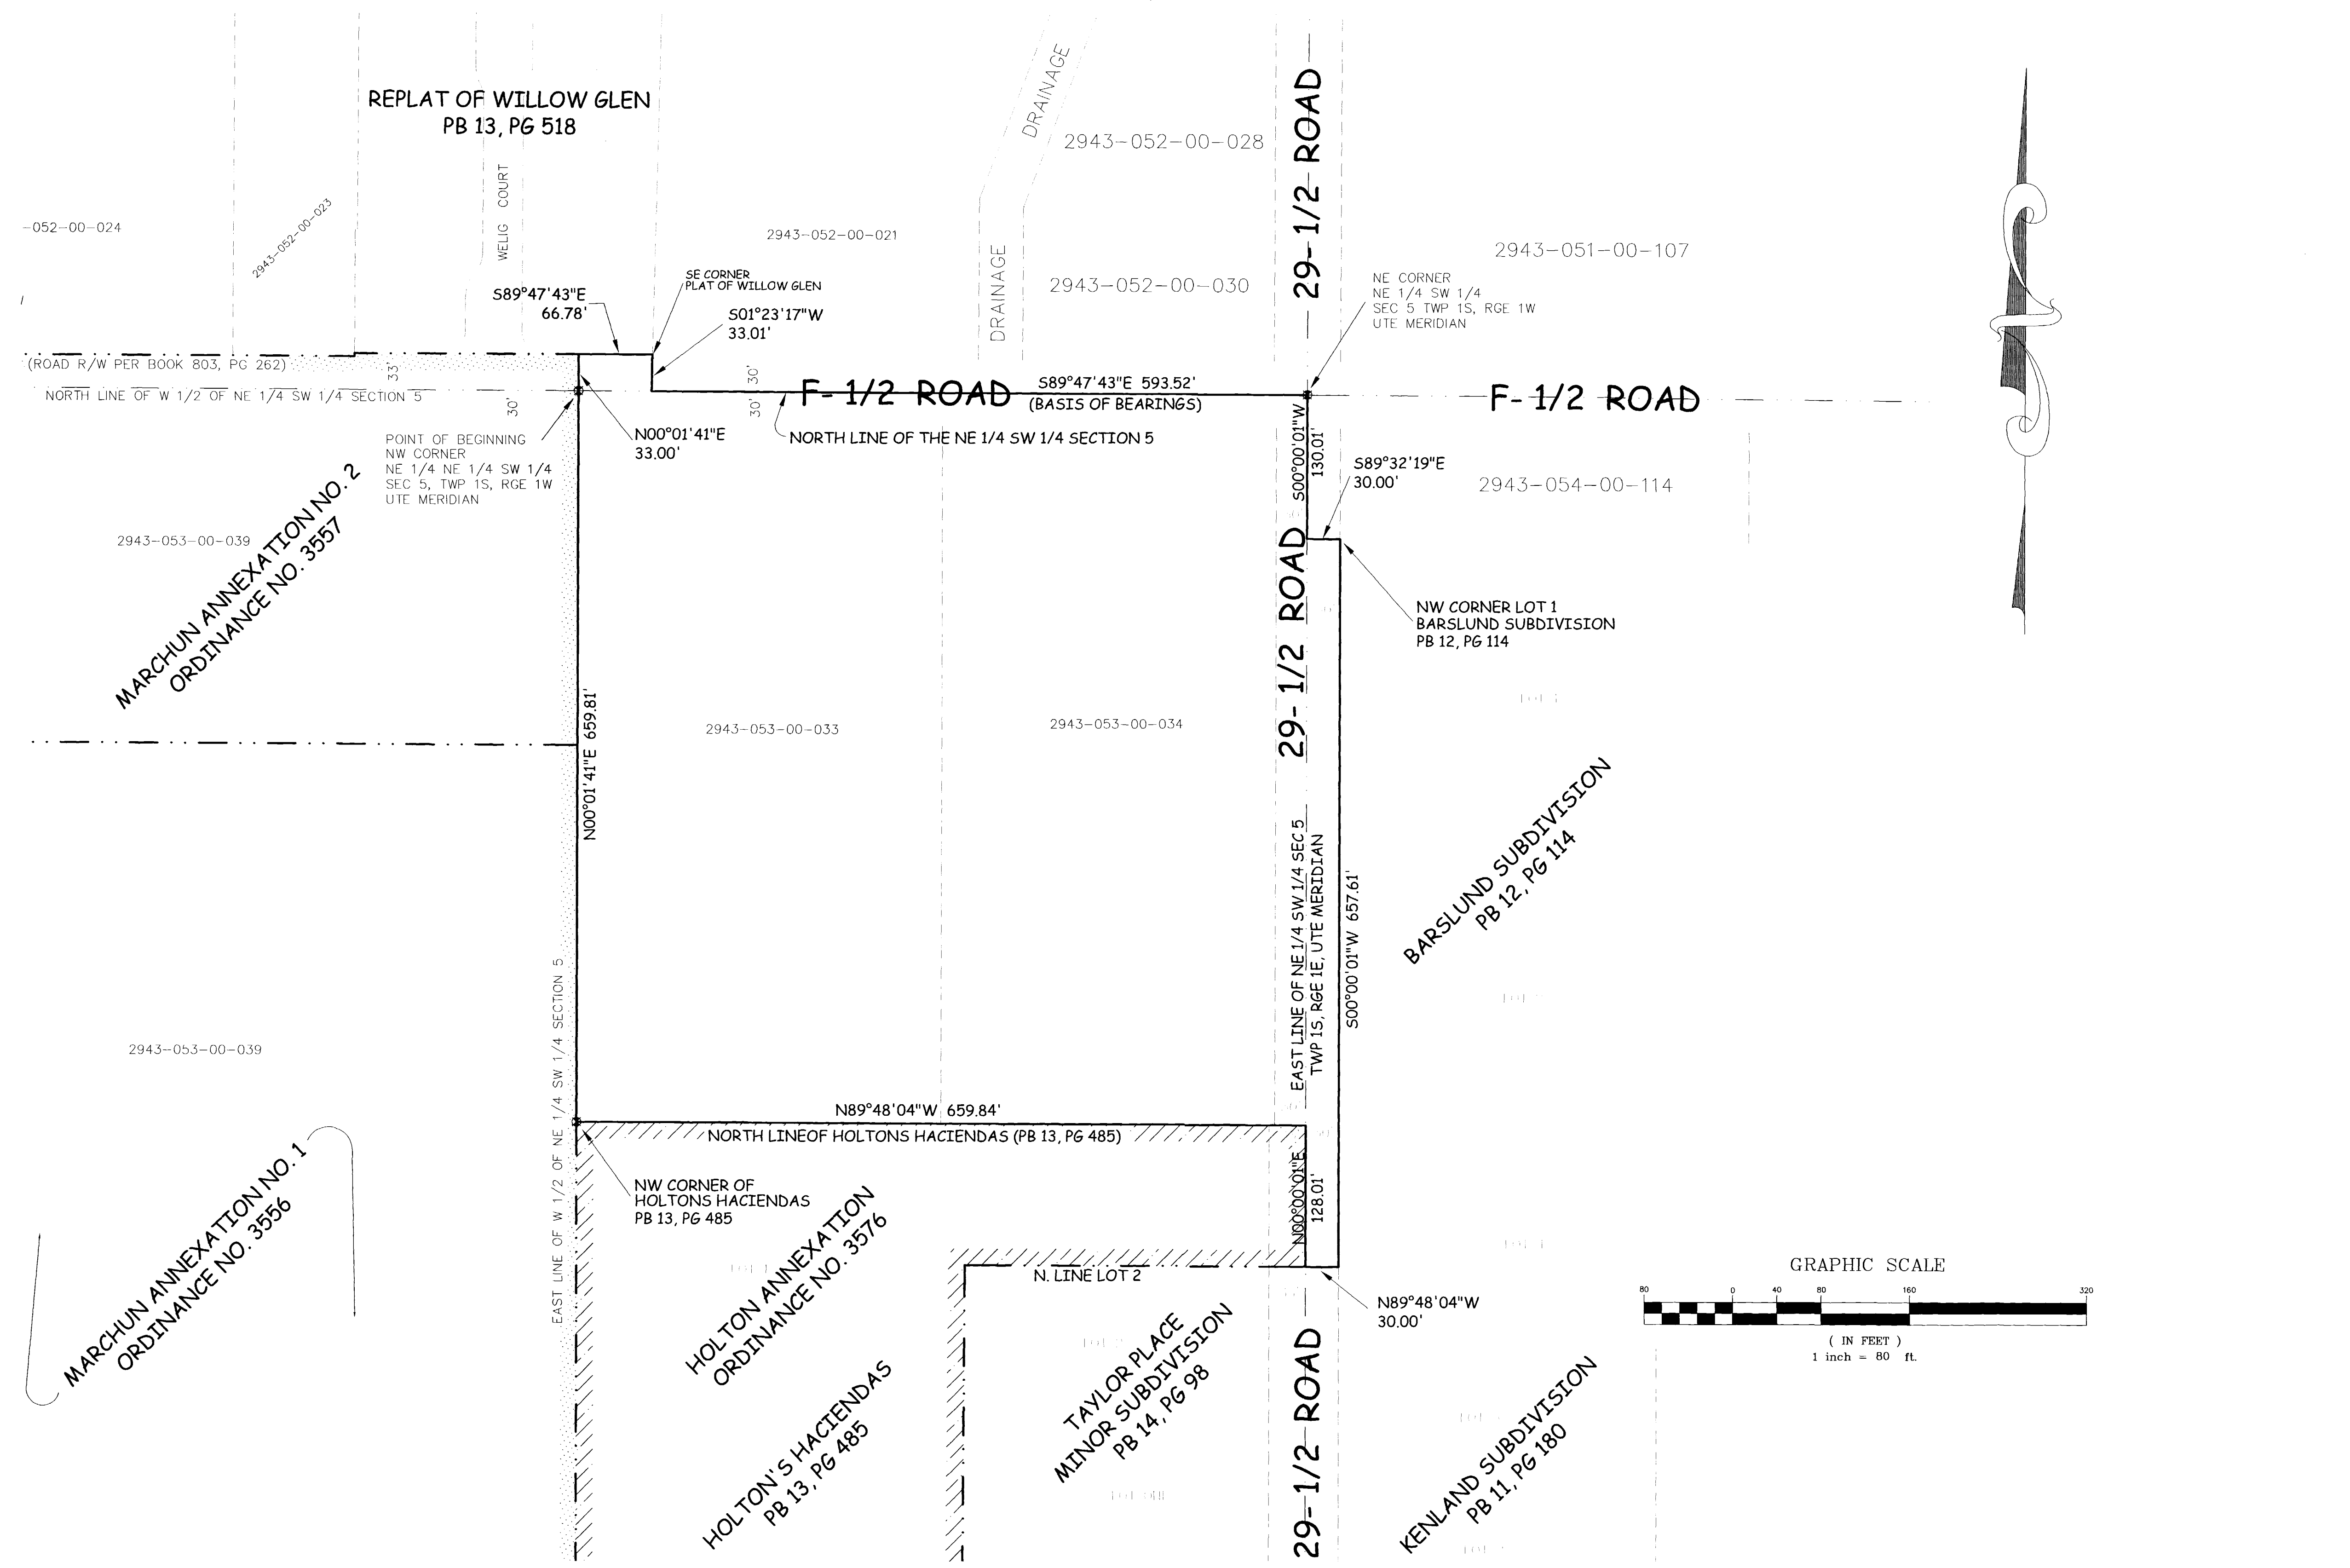 REPLAT OF WILLOW GLEN
PB 13, PG 518
DRAINAGE
2943-052-00-028
29-1/2 ROAD
-052-00-024
2943-052-00-023
WELIG COURT
2943-052-00-021
DRAINAGE
2943-052-00-030
2943-051-00-107
SE CORNER
PLAT OF WILLOW GLEN
S89°47'43"E
66.78'
S01°23'17"W
33.01'
NE CORNER
NE 1/4 SW 1/4
SEC 5 TWP 1S, RGE 1W
UTE MERIDIAN
(ROAD R/W PER BOOK 803, PG 262)
33'
NORTH LINE OF W 1/2 OF NE 1/4 SW 1/4 SECTION 5
30'
30'
30'
F-1/2 ROAD
S89°47'43"E 593.52'
(BASIS OF BEARINGS)
F-1/2 ROAD
NORTH LINE OF THE NE 1/4 SW 1/4 SECTION 5
N00°01'41"E
33.00'
POINT OF BEGINNING
NW CORNER
NE 1/4 NE 1/4 SW 1/4
SEC 5, TWP 1S, RGE 1W
UTE MERIDIAN
S00°00'01"W
130.01'
S89°32'19"E
30.00'
2943-054-00-114
MARCHUN ANNEXATION NO. 2
ORDINANCE NO. 3557
2943-053-00-039
29-1/2 ROAD
NW CORNER LOT 1
BARSLUND SUBDIVISION
PB 12, PG 114
N00°01'41"E 659.81'
2943-053-00-033
2943-053-00-034
BARSLUND SUBDIVISION
PB 12, PG 114
EAST LINE OF NE 1/4 SW 1/4 SEC 5
TWP 1S, RGE 1E, UTE MERIDIAN
S00°00'01"W 657.61'
EAST LINE OF W 1/2 OF NE 1/4 SW 1/4 SECTION 5
2943-053-00-039
N89°48'04"W 659.84'
NORTH LINEOF HOLTONS HACIENDAS (PB 13, PG 485)
NW CORNER OF
HOLTONS HACIENDAS
PB 13, PG 485
N00°00'01"E
128.01'
MARCHUN ANNEXATION NO. 1
ORDINANCE NO. 3556
HOLTON ANNEXATION
ORDINANCE NO. 3576
N. LINE LOT 2
N89°48'04"W
30.00'
HOLTON'S HACIENDAS
PB 13, PG 485
TAYLOR PLACE
MINOR SUBDIVISION
PB 14, PG 98
29-1/2 ROAD
KENLAND SUBDIVISION
PB 11, PG 180
GRAPHIC SCALE
80 0 40 80 160 320
( IN FEET )
1 inch = 80 ft.